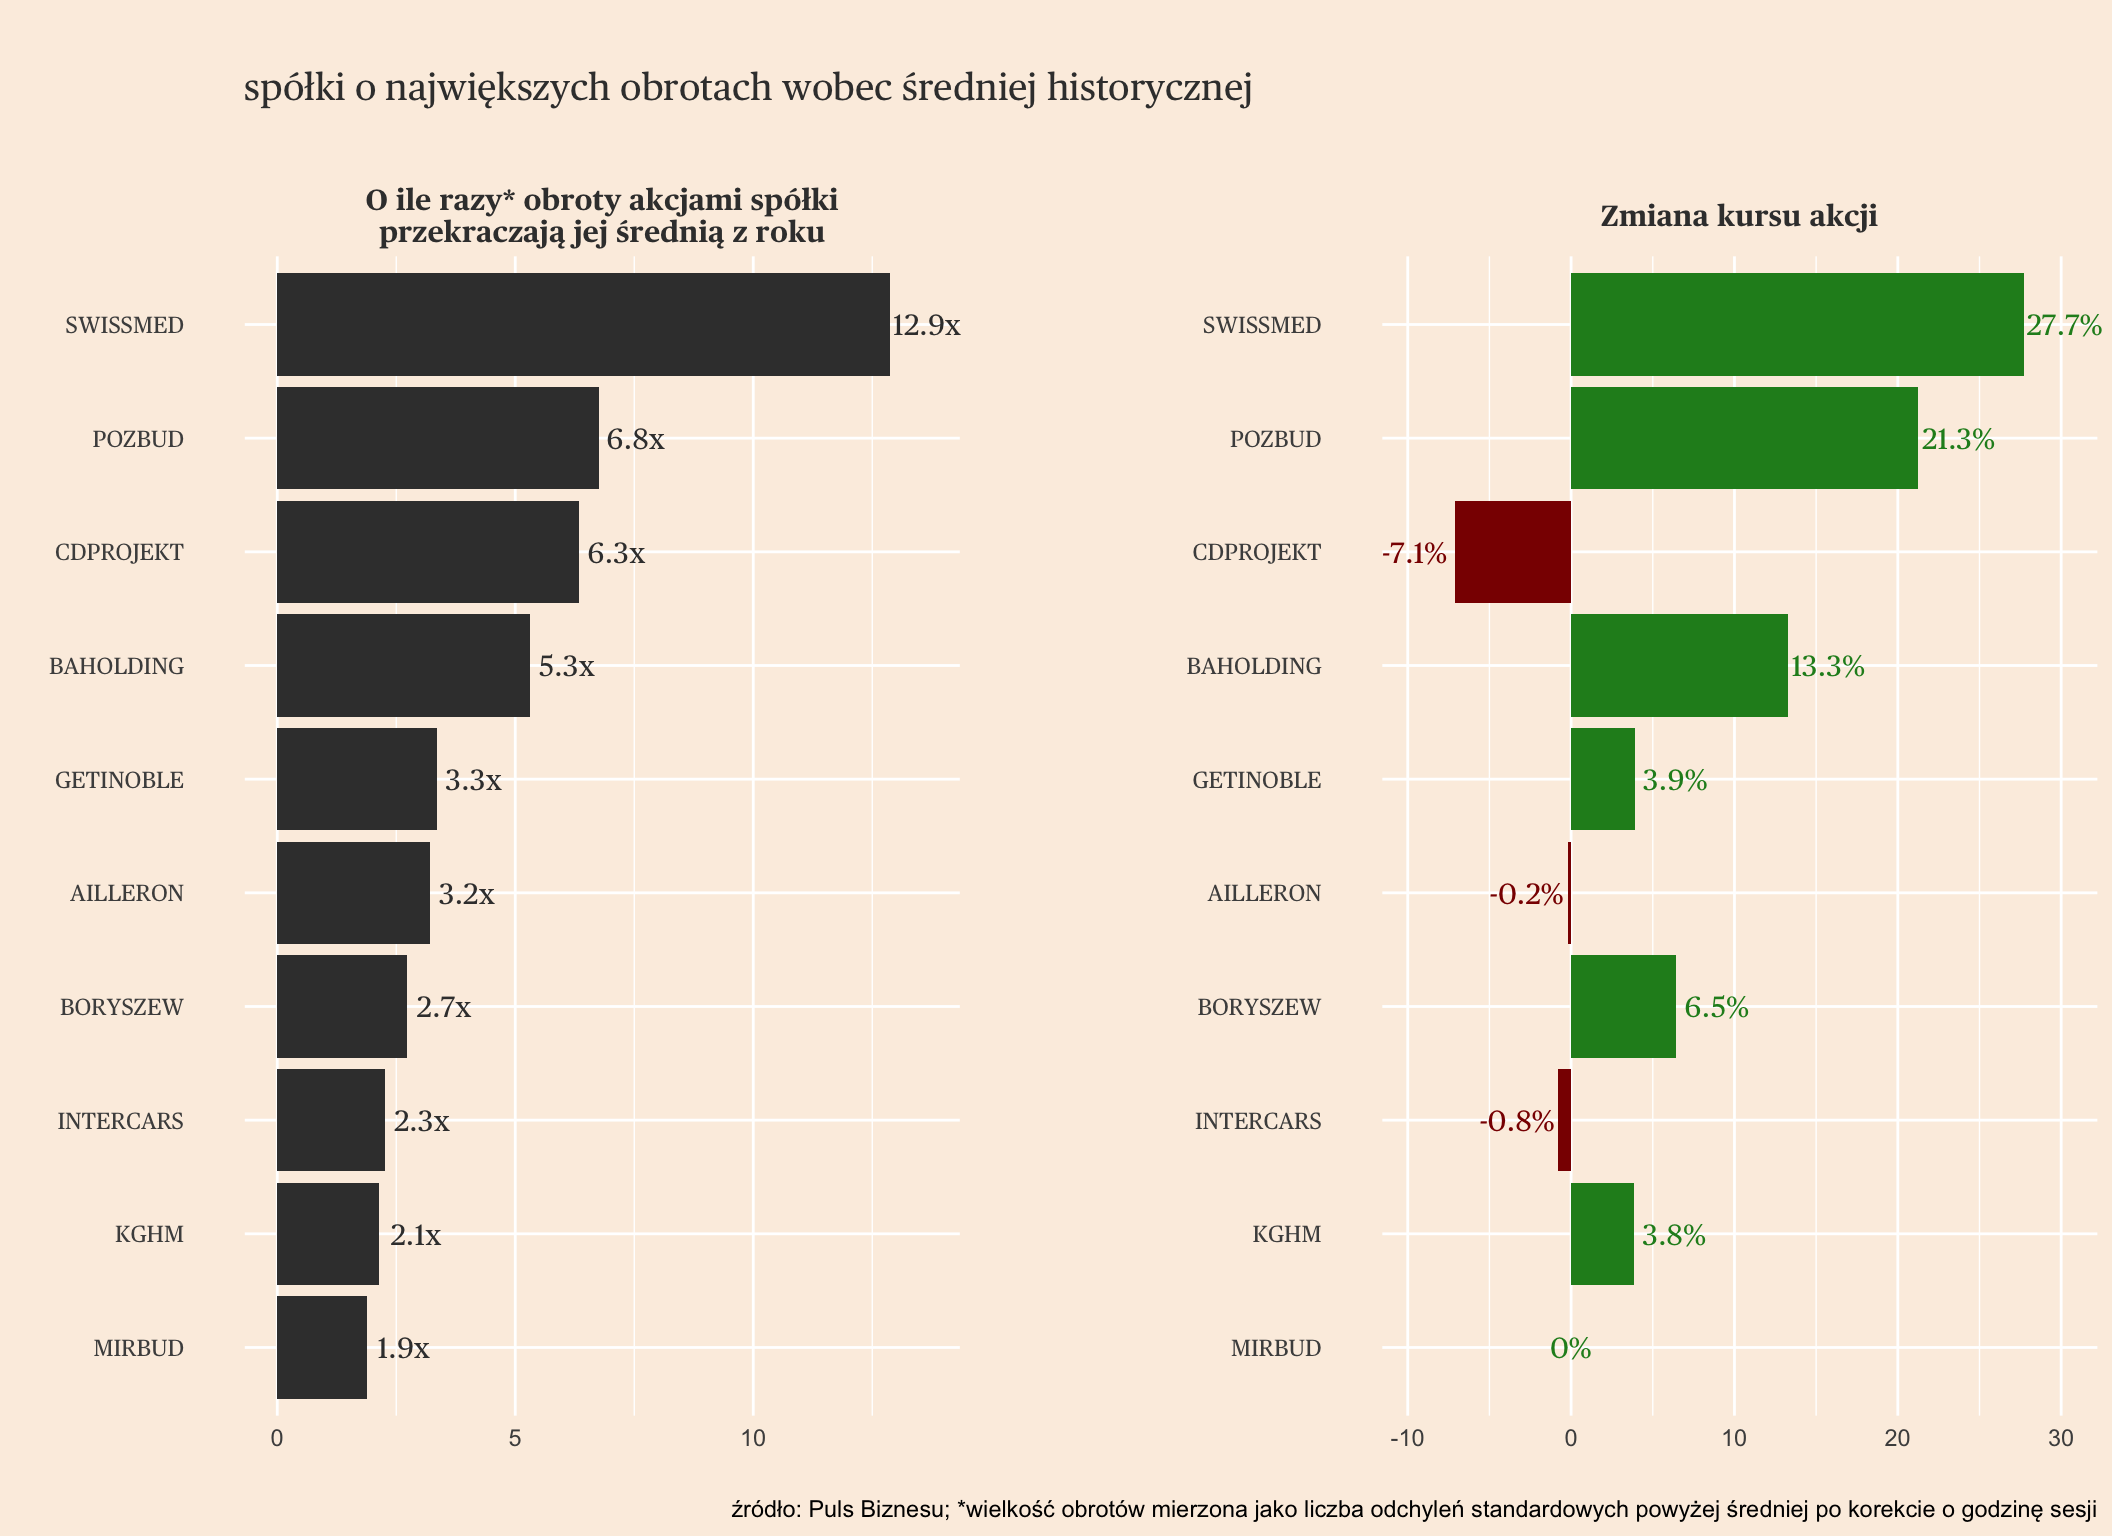 spółki o największych obrotach wobec średniej historycznej
O ile razy* obroty akcjami spółki
przekraczają jej średnią z roku
SWISSMED
12.9x
POZBUD
6.8x
CDPROJEKT
6.3x
BAHOLDING
5.3x
GETINOBLE
3.3x
AILLERON
3.2x
BORYSZEW
2.7x
INTERCARS
2.3x
KGHM
2.1x
MIRBUD
1.9x
0 5 10
Zmiana kursu akcji
SWISSMED
27.7%
POZBUD
21.3%
CDPROJEKT
-7.1%
BAHOLDING
13.3%
GETINOBLE
3.9%
AILLERON
-0.2%
BORYSZEW
6.5%
INTERCARS
-0.8%
KGHM
3.8%
MIRBUD
0%
-10 0 10 20 30
źródło: Puls Biznesu; *wielkość obrotów mierzona jako liczba odchyleń standardowych powyżej średniej po korekcie o godzinę sesji